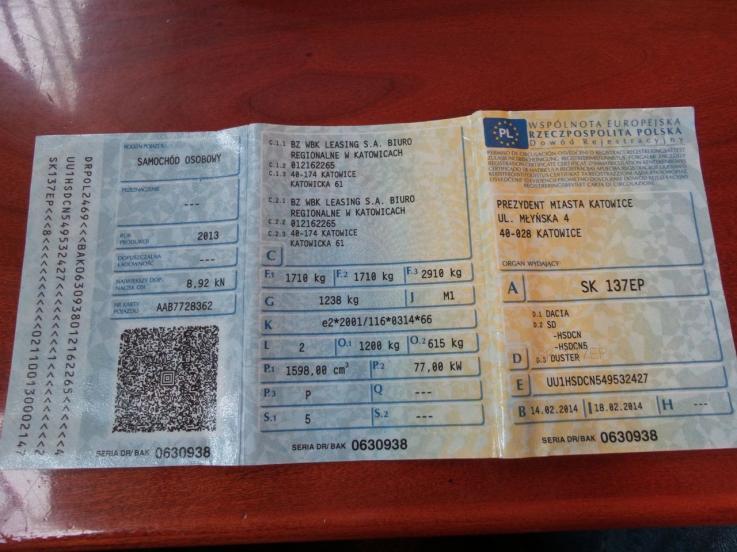 DRPOL2469<<BAK0630938012162265<<<<<<4
UU1HSDCN549532427<<<<<<<
SK137EP<<8
RODZAJ POJAZDU
SAMOCHÓD OSOBOWY
PRZEZNACZENIE
---
ROK PRODUKCJI
2013
DOPUSZCZALNA ŁADOWNOŚĆ
---
NAJWIĘKSZY DOP. NACISK OSI
8,92 kN
NR KARTY POJAZDU
AAB7728362
SERIA DR/BAK 0630938
C.1.1 BZ WBK LEASING S.A. BIURO
REGIONALNE W KATOWICACH
C.1.2 012162265
C.1.3 40-174 KATOWICE
KATOWICKA 61
C.2.1 BZ WBK LEASING S.A. BIURO
REGIONALNE W KATOWICACH
C.2.2 012162265
C.2.3 40-174 KATOWICE
KATOWICKA 61
C
F.1 1710 kg F.2 1710 kg F.3 2910 kg
G 1238 kg J M1
K e2*2001/116*0314*66
L 2 O.1 1200 kg O.2 615 kg
P.1 1598,00 cm³ P.2 77,00 kW
P.3 P Q ---
S.1 5 S.2 ---
SERIA DR/BAK 0630938
PL
WSPÓLNOTA EUROPEJSKA
RZECZPOSPOLITA POLSKA
Dowód Rejestracyjny
PREZYDENT MIASTA KATOWICE
UL. MŁYŃSKA 4
40-028 KATOWICE
ORGAN WYDAJĄCY
A SK 137EP
D.1 DACIA
D.2 SD
-HSDCN
-HSDCN5
D D.3 DUSTER
E UU1HSDCN549532427
B 14.02.2014 I 18.02.2014 H ---
SERIA DR/BAK 0630938